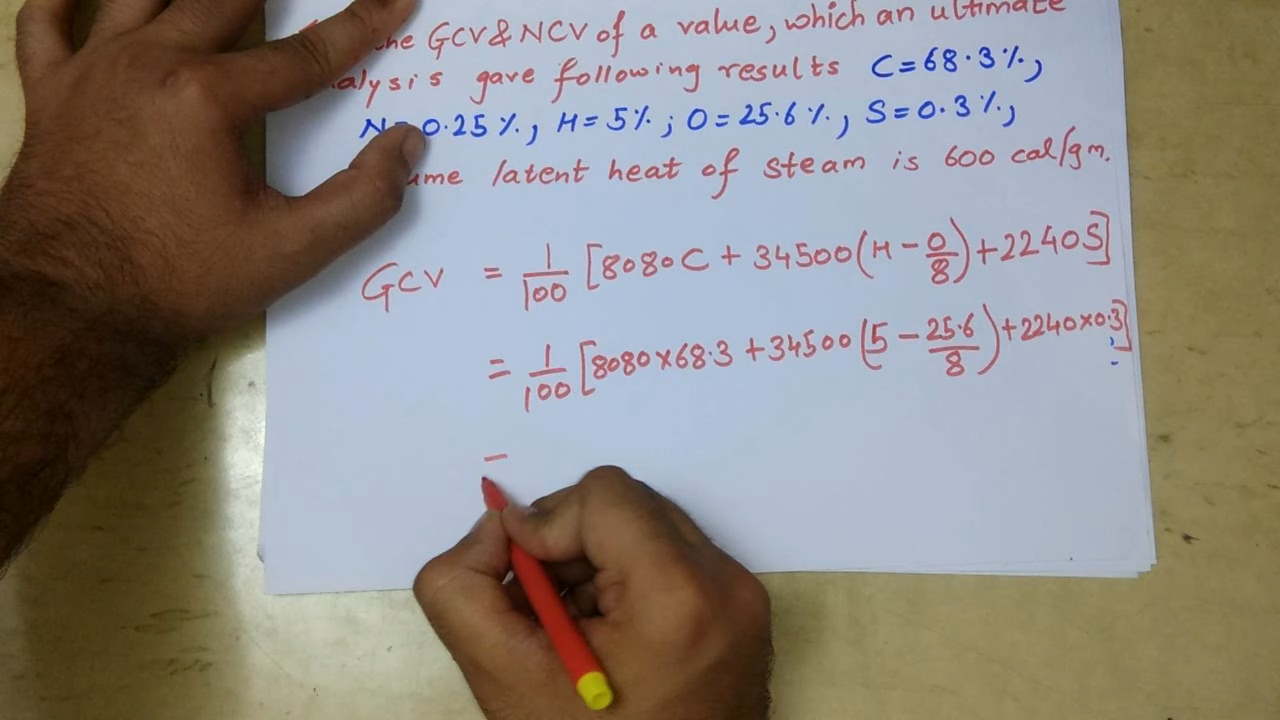 the GCV & NCV of a value, which an ultimate
alysis gave following results C = 68.3 %,
N = 0.25 %, H = 5 %, O = 25.6 %, S = 0.3 %,
ume latent heat of steam is 600 cal/gm.
GCV = 1/100 [8080C + 34500 (H - O/8) + 2240S]
= 1/100 [8080×68.3 + 34500 (5 - 25.6/8) + 2240×0.3]